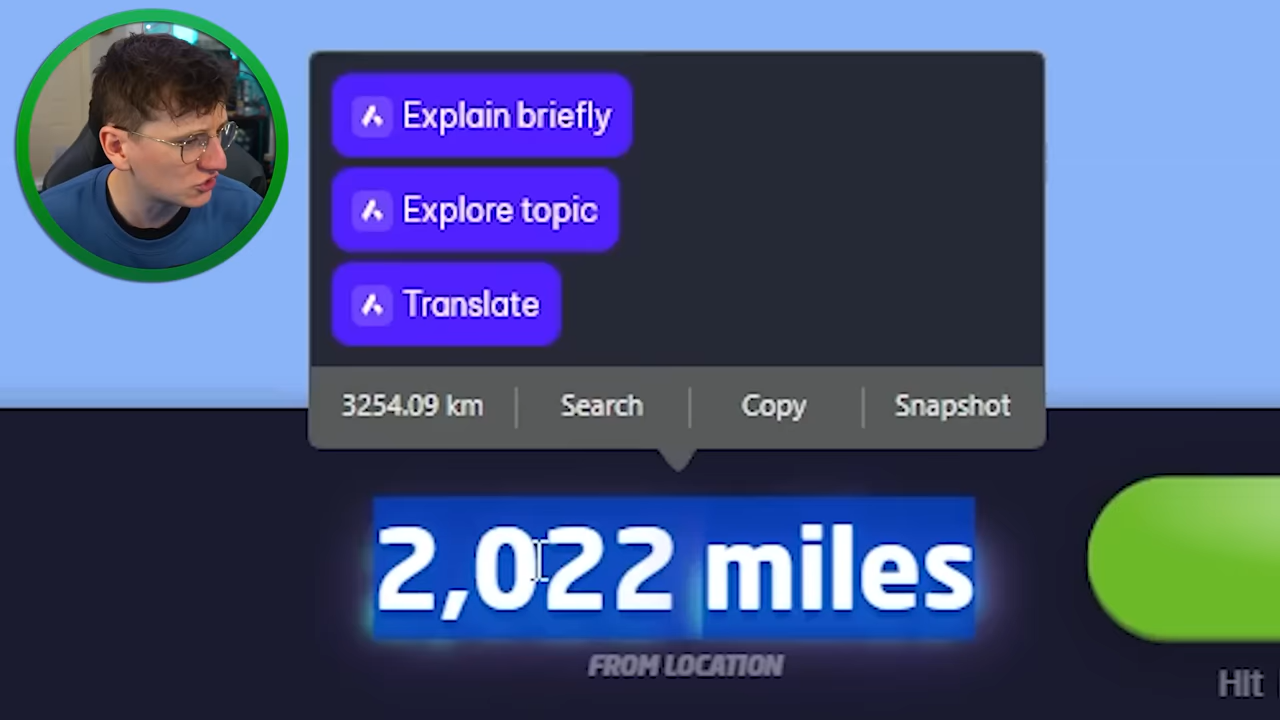 Explain briefly
Explore topic
Translate
3254.09 km
Search
Copy
Snapshot
2,022 miles
FROM LOCATION
Hit